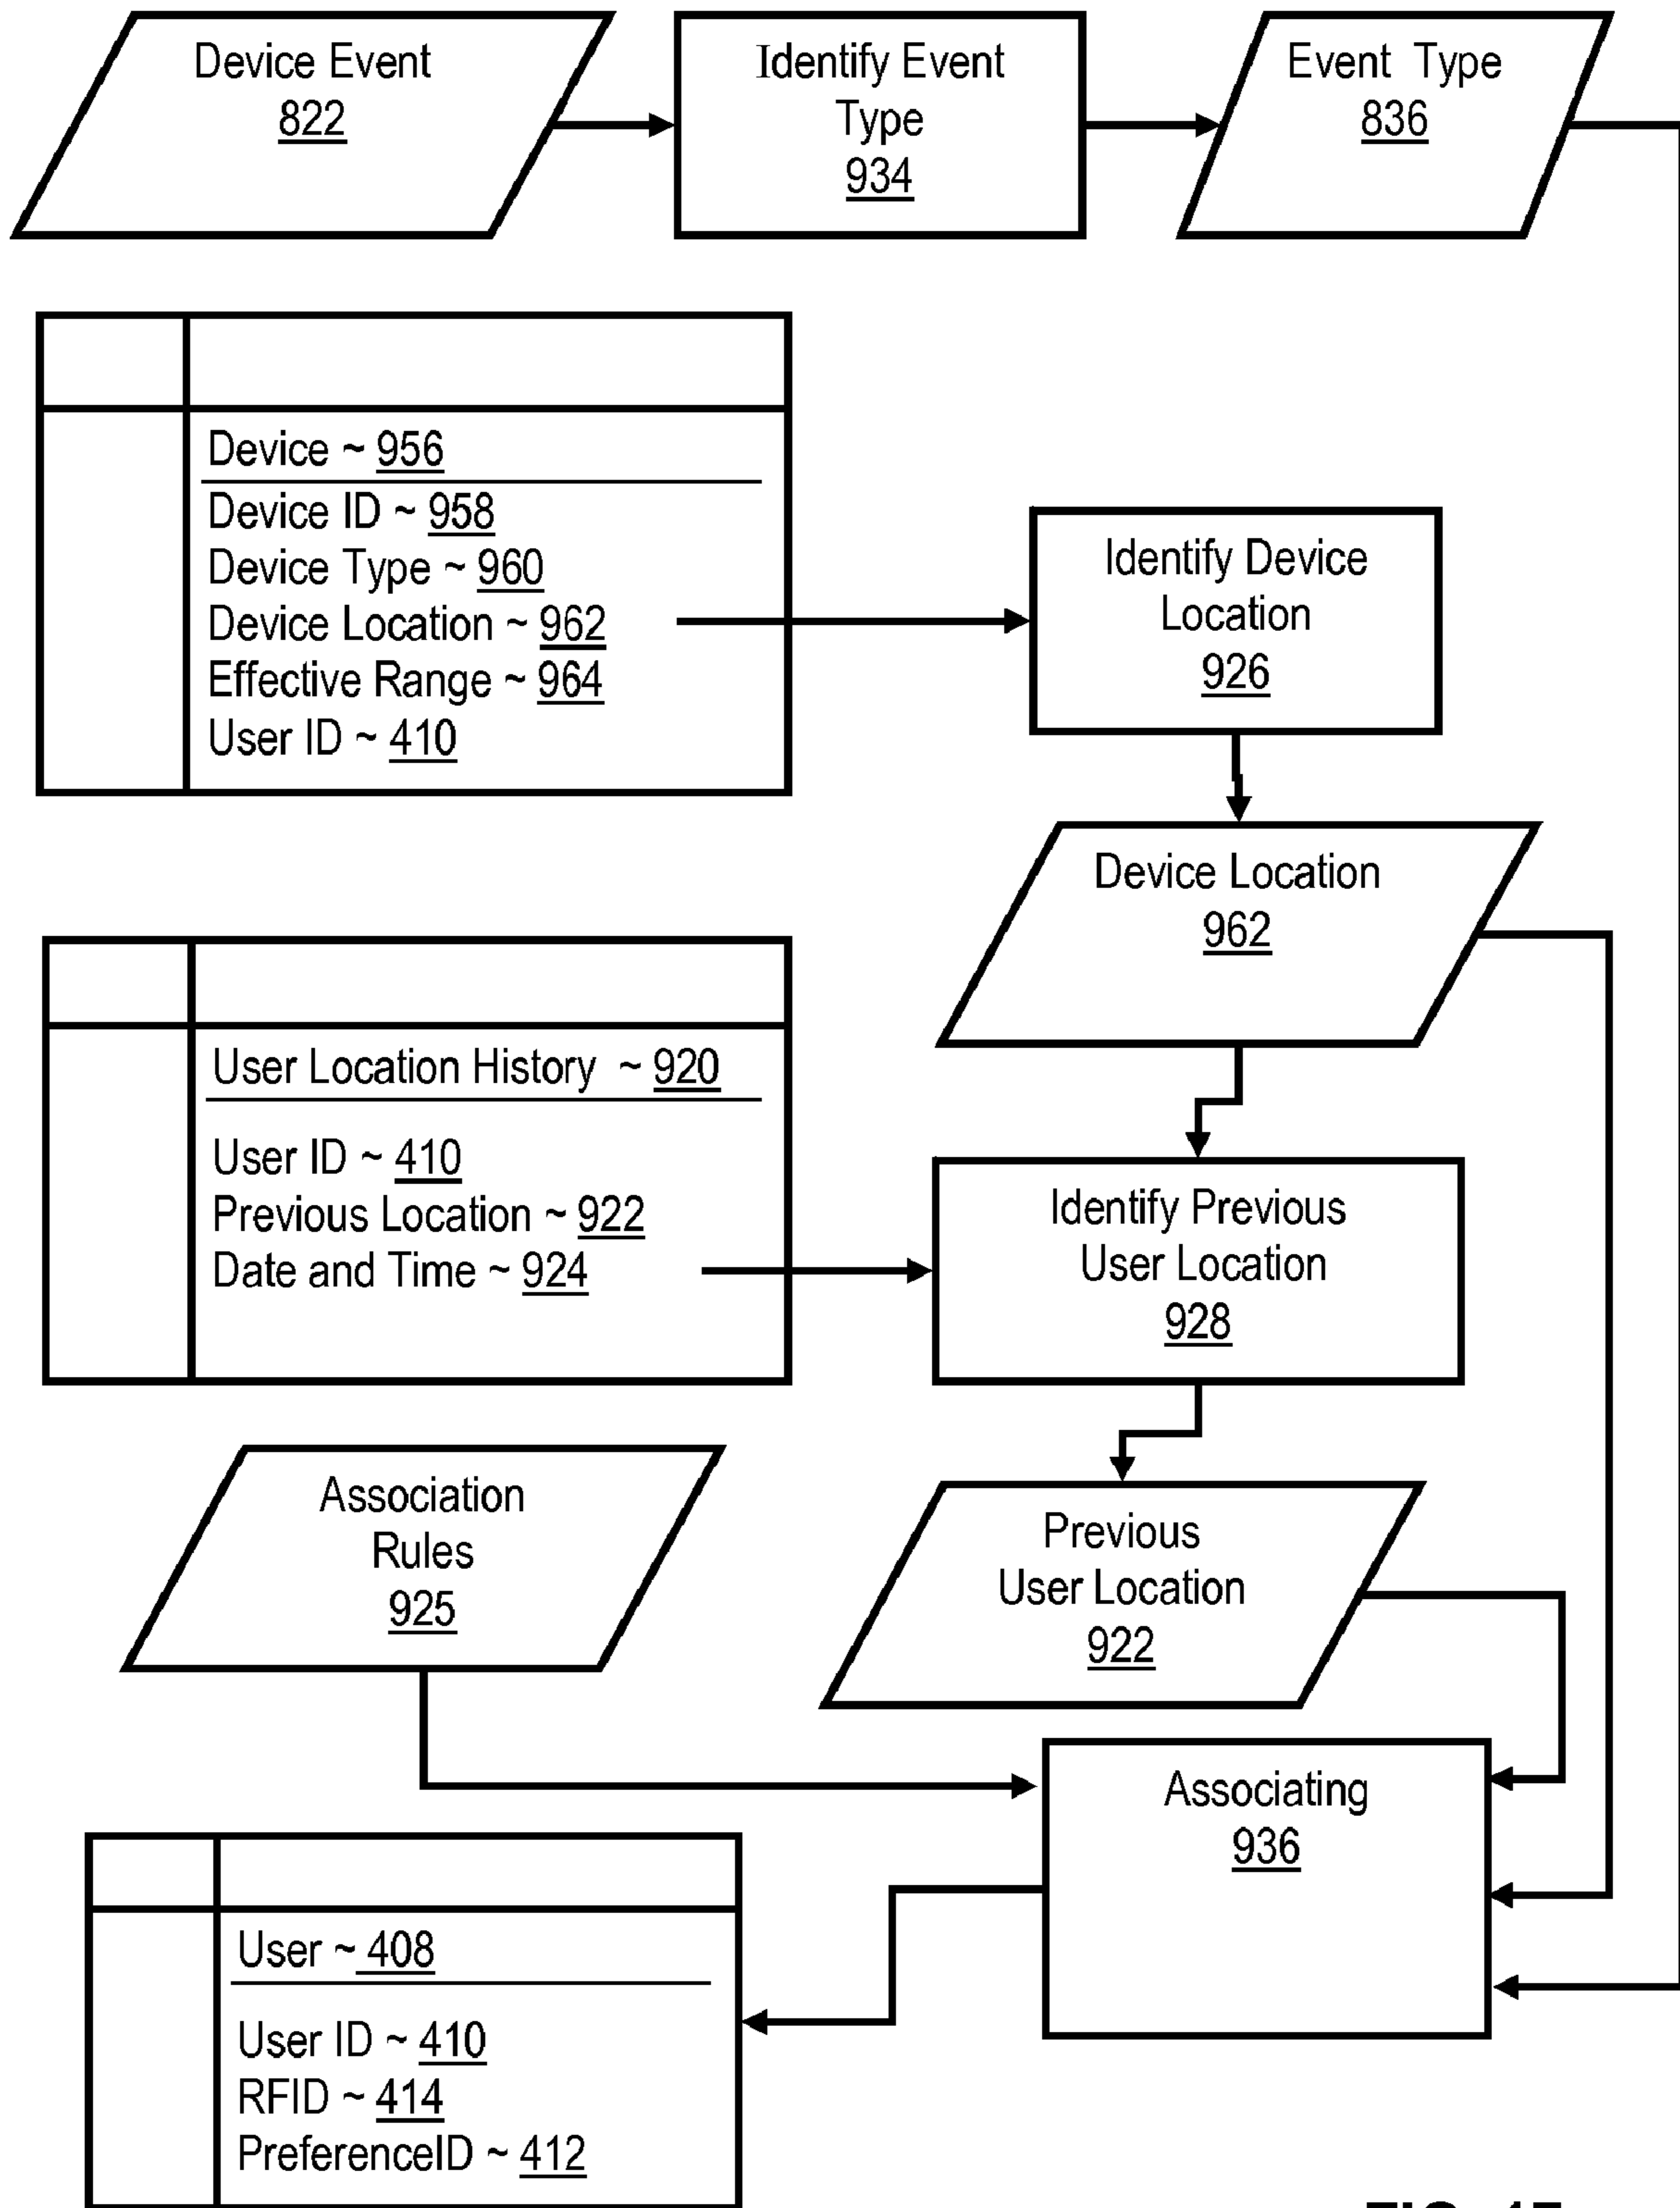 Device Event
822
Identify Event
Type
934
Event Type
836
Device ~ 956
Device ID ~ 958
Device Type ~ 960
Device Location ~ 962
Effective Range ~ 964
User ID ~ 410
Identify Device
Location
926
Device Location
962
User Location History ~ 920
User ID ~ 410
Previous Location ~ 922
Date and Time ~ 924
Identify Previous
User Location
928
Association
Rules
925
Previous
User Location
922
Associating
936
User ~ 408
User ID ~ 410
RFID ~ 414
PreferenceID ~ 412